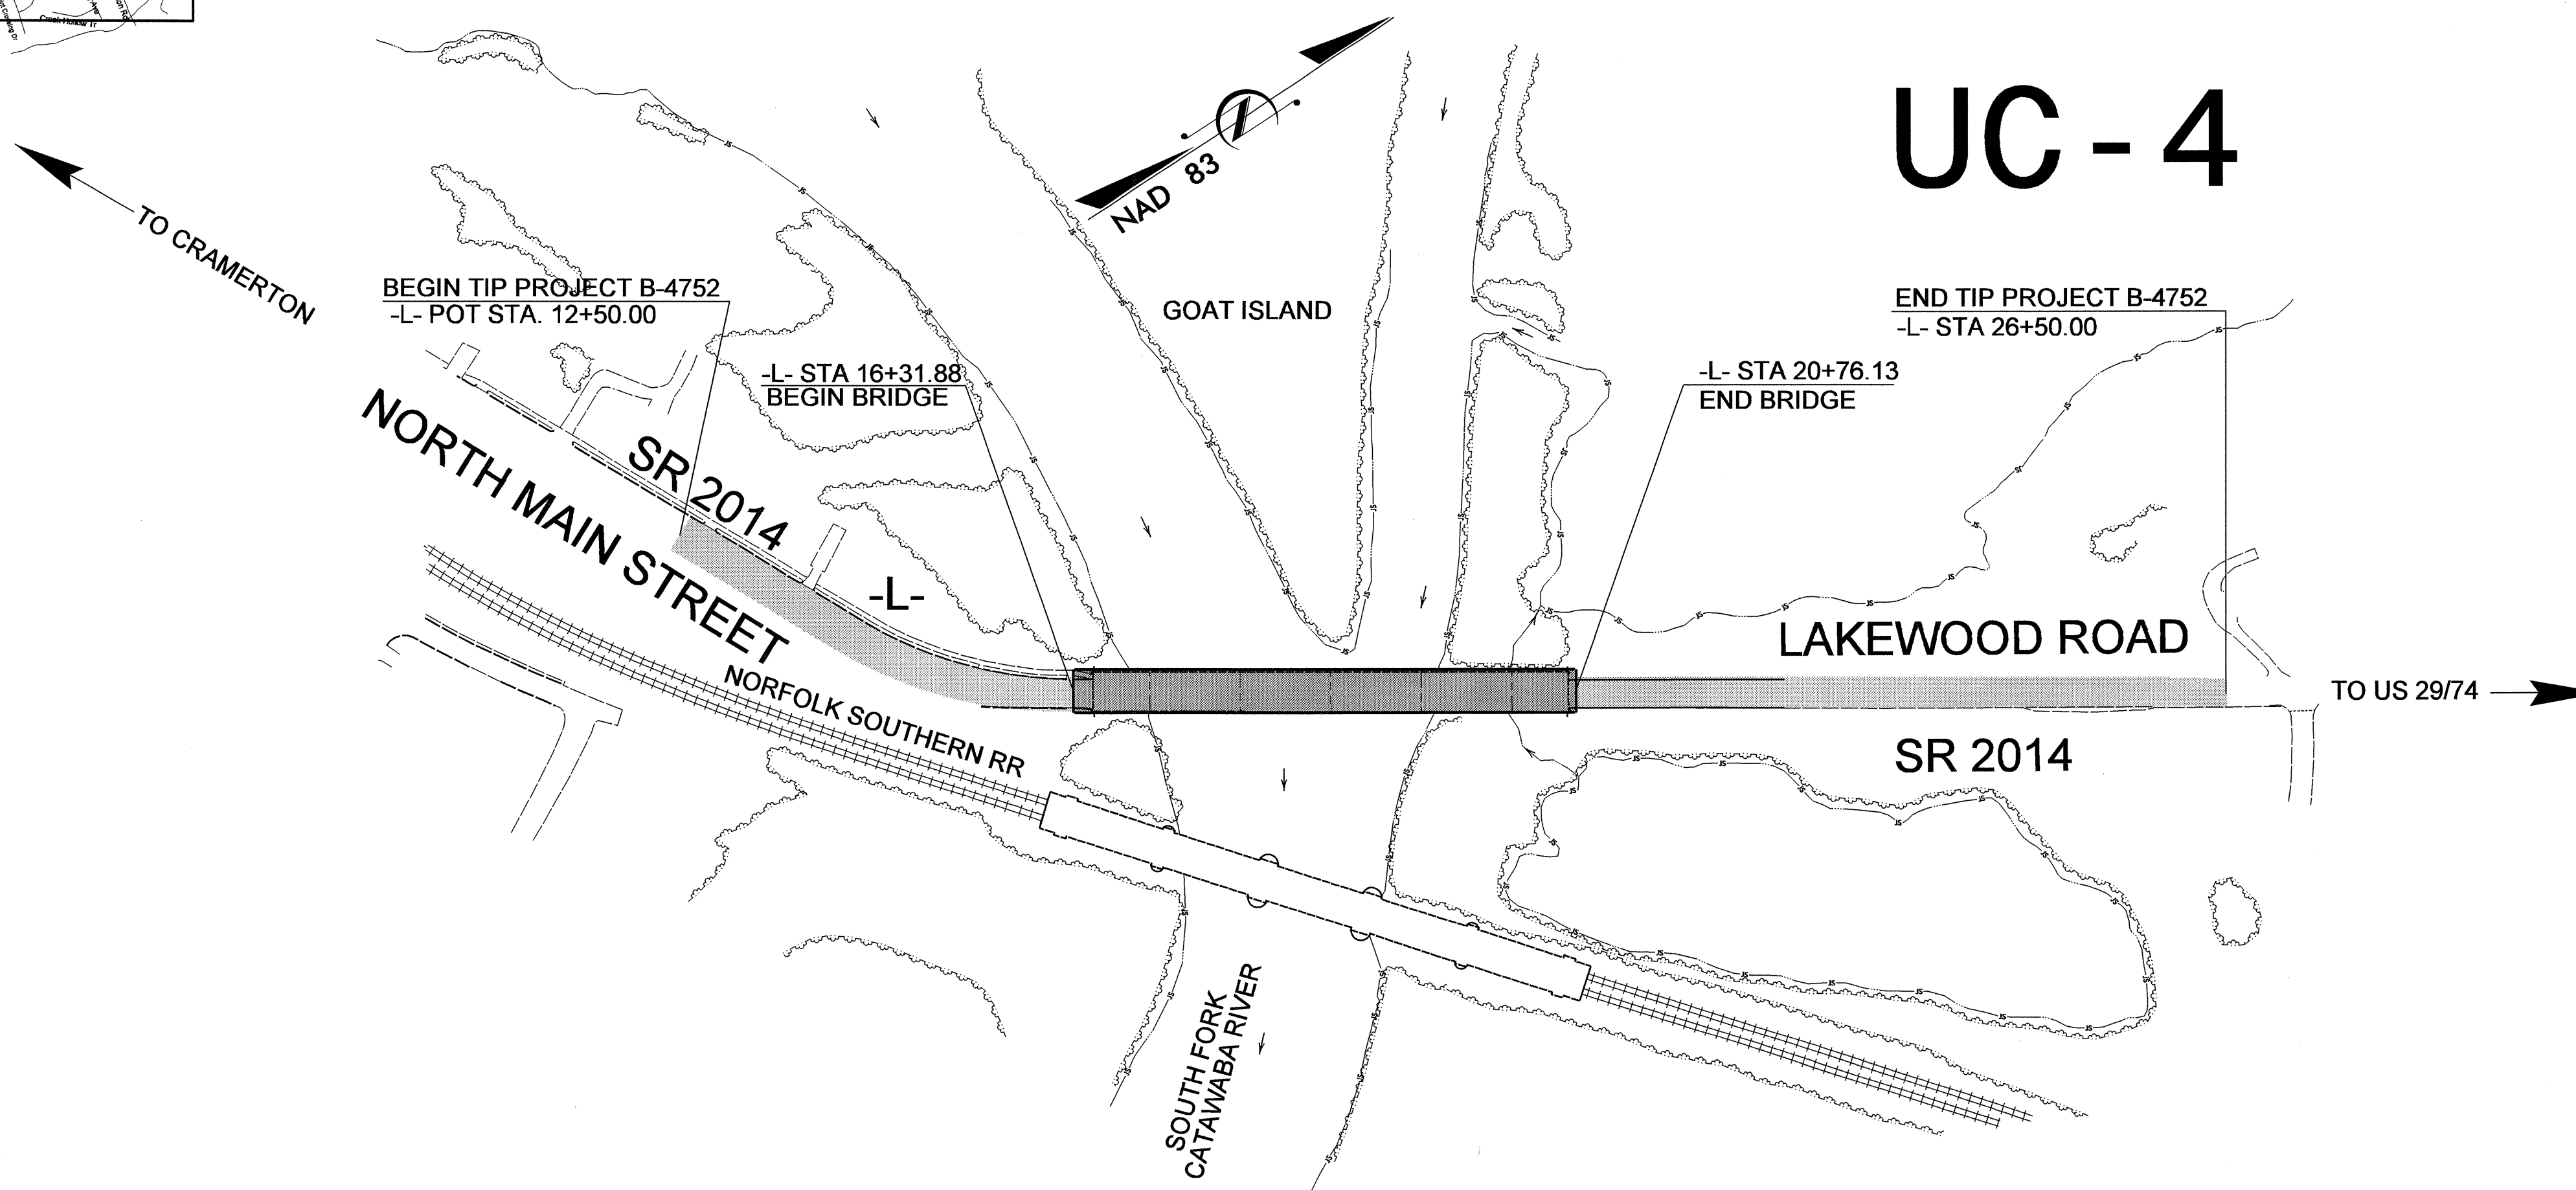 Creek Hollow Tr
UC - 4
NAD 83
TO CRAMERTON
BEGIN TIP PROJECT B-4752
-L- POT STA. 12+50.00
GOAT ISLAND
END TIP PROJECT B-4752
-L- STA 26+50.00
-L- STA 16+31.88
BEGIN BRIDGE
-L- STA 20+76.13
END BRIDGE
SR 2014
NORTH MAIN STREET
-L-
LAKEWOOD ROAD
TO US 29/74
NORFOLK SOUTHERN RR
SR 2014
SOUTH FORK
CATAWABA RIVER